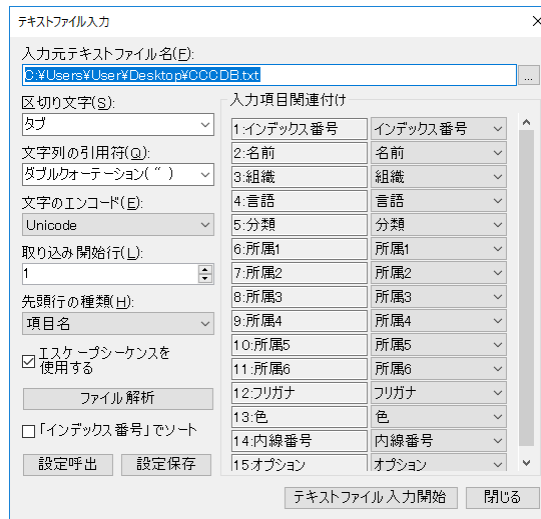 テキストファイル入力
入力元テキストファイル名(F):
C:¥Users¥User¥Desktop¥CCCDB.txt
...
区切り文字(S):
タブ
文字列の引用符(Q):
ダブルクォーテーション( ” )
文字のエンコード(E):
Unicode
取り込み開始行(L):
1
先頭行の種類(H):
項目名
エスケープシーケンスを
使用する
ファイル解析
「インデックス番号」でソート
設定呼出 設定保存
入力項目関連付け
1:インデックス番号 インデックス番号
2:名前 名前
3:組織 組織
4:言語 言語
5:分類 分類
6:所属1 所属1
7:所属2 所属2
8:所属3 所属3
9:所属4 所属4
10:所属5 所属5
11:所属6 所属6
12:フリガナ フリガナ
13:色 色
14:内線番号 内線番号
15:オプション オプション
テキストファイル入力開始 閉じる